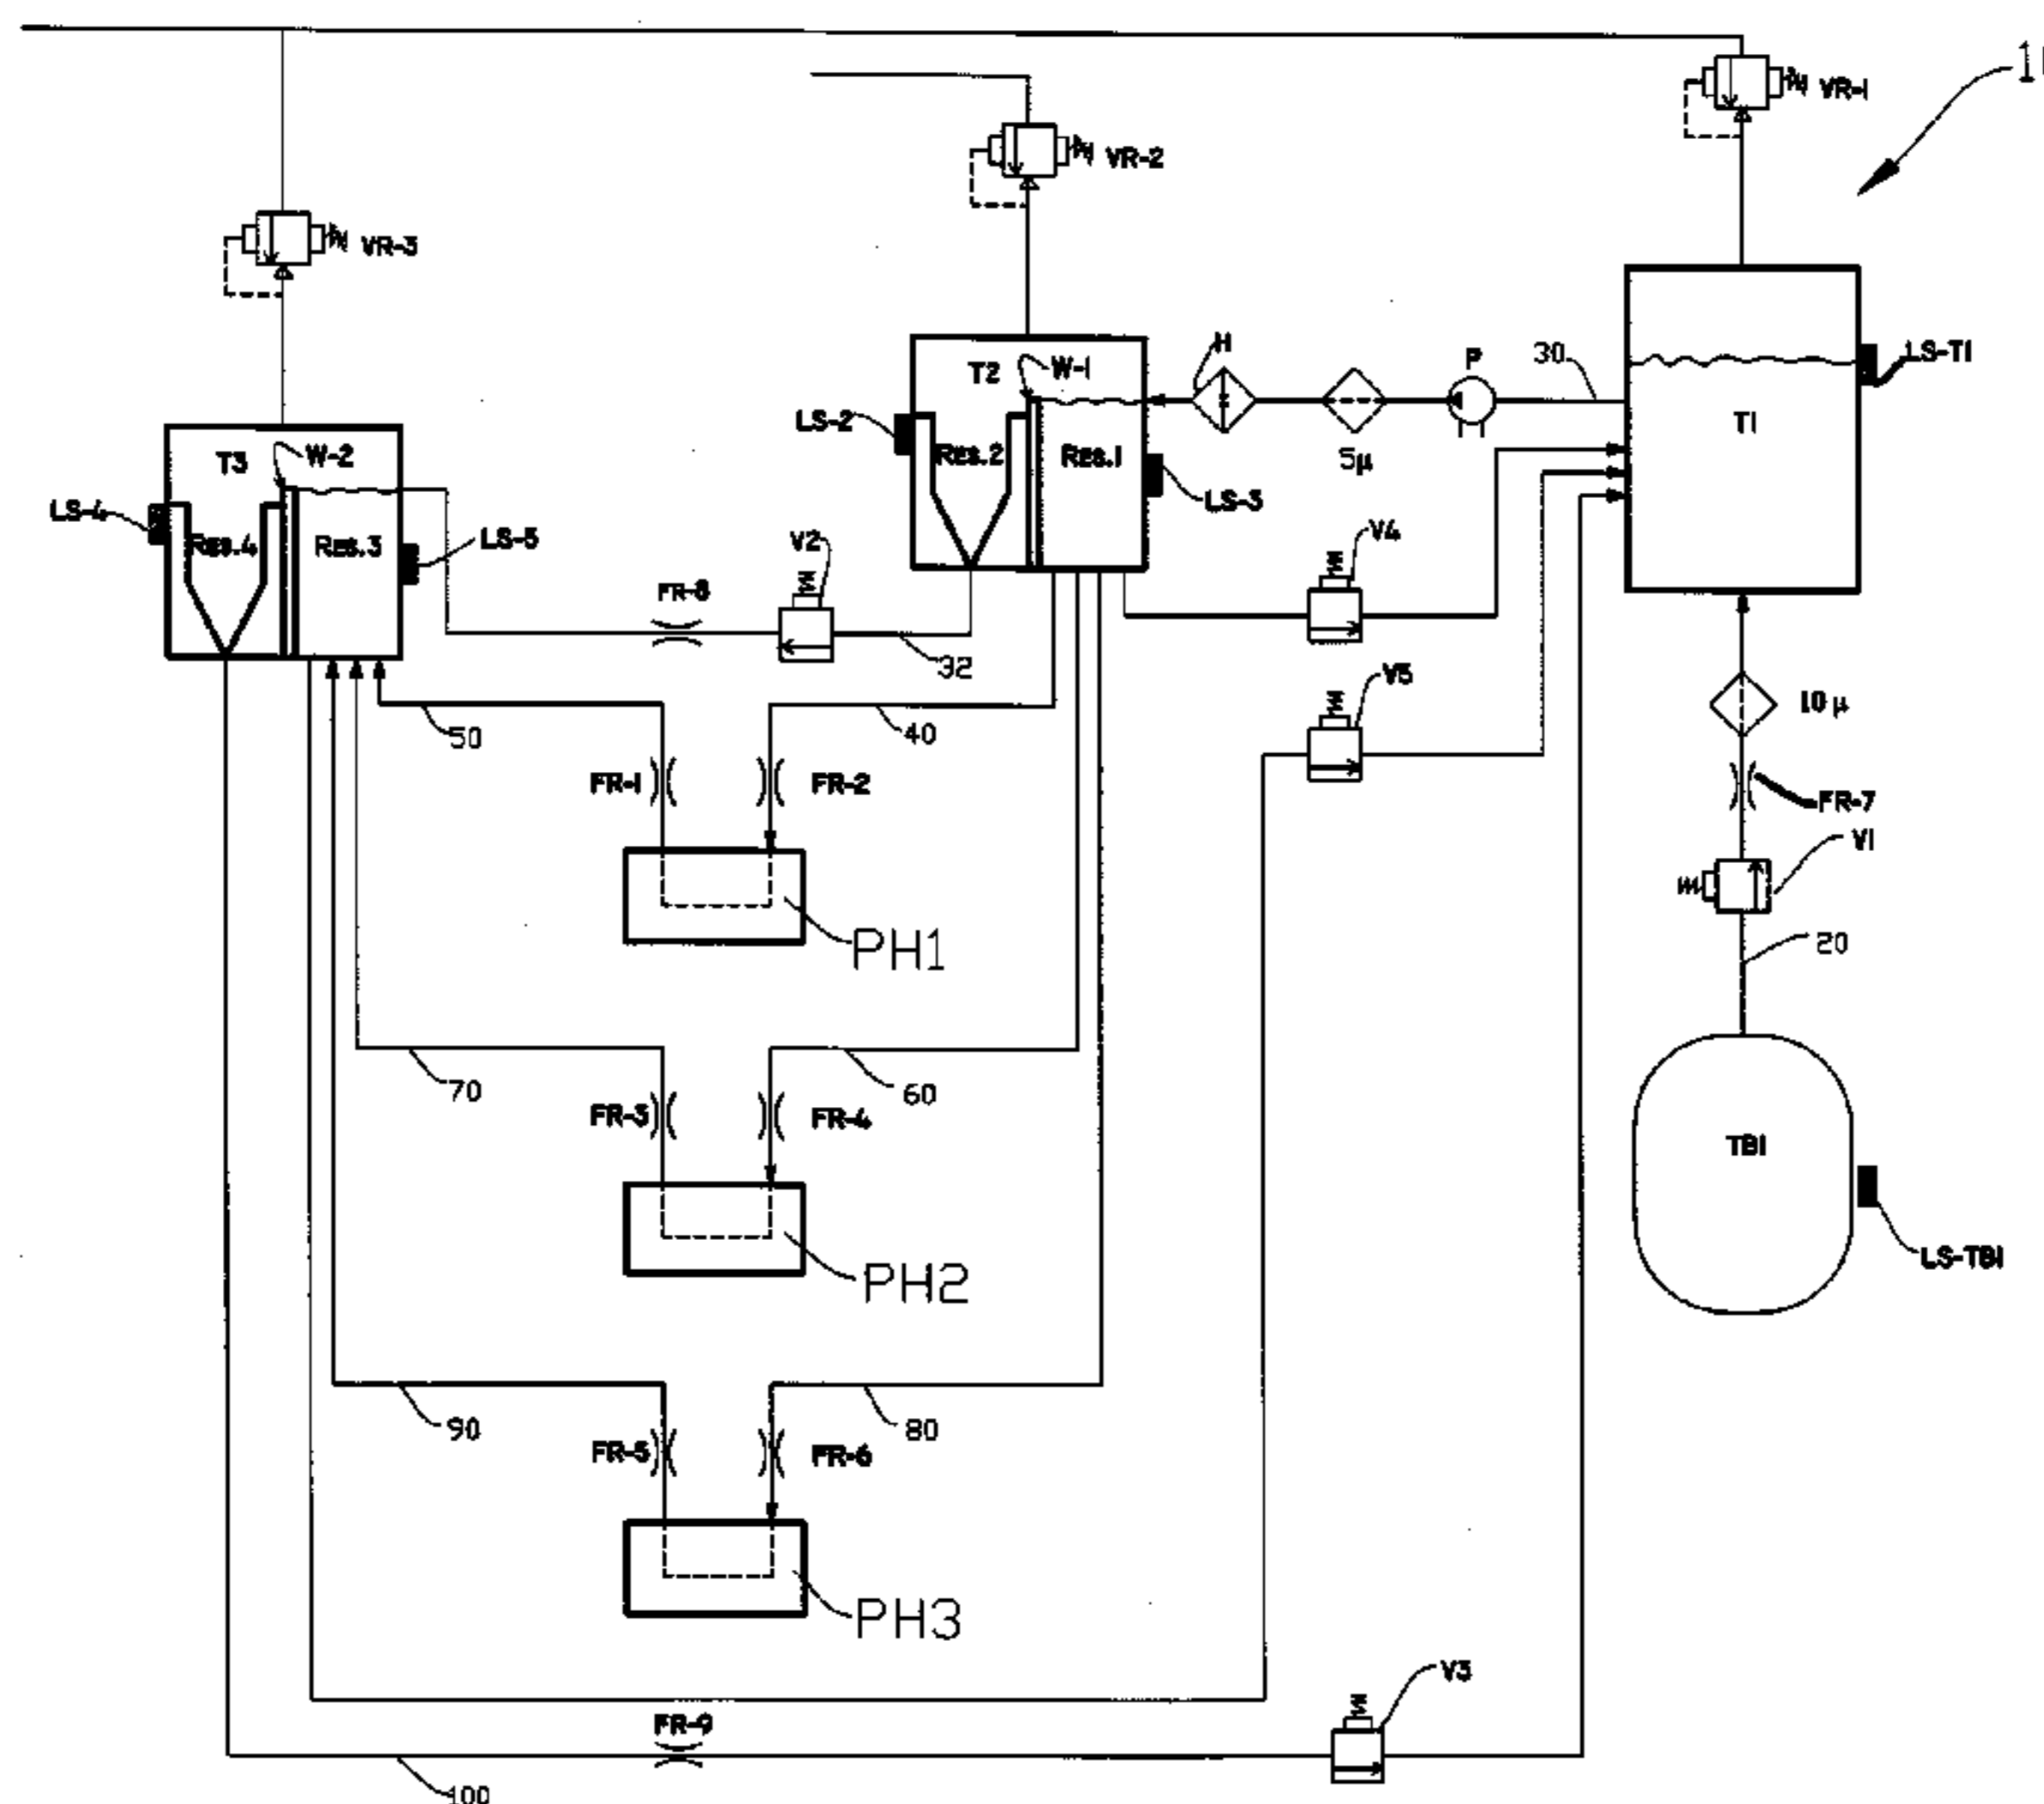 VR-1
VR-2
VR-3
H
P
30
LS-T1
T2
W-1
T1
LS-2
Res.2
Res.1
5μ
T3
W-2
LS-3
LS-4
Res.4
Res.3
LS-5
V2
V4
FR-8
32
V5
50
40
10 μ
FR-1
FR-2
FR-7
V1
PH1
20
70
60
FR-3
FR-4
TB1
PH2
LS-TB1
90
80
FR-5
FR-6
PH3
V3
FR-9
100